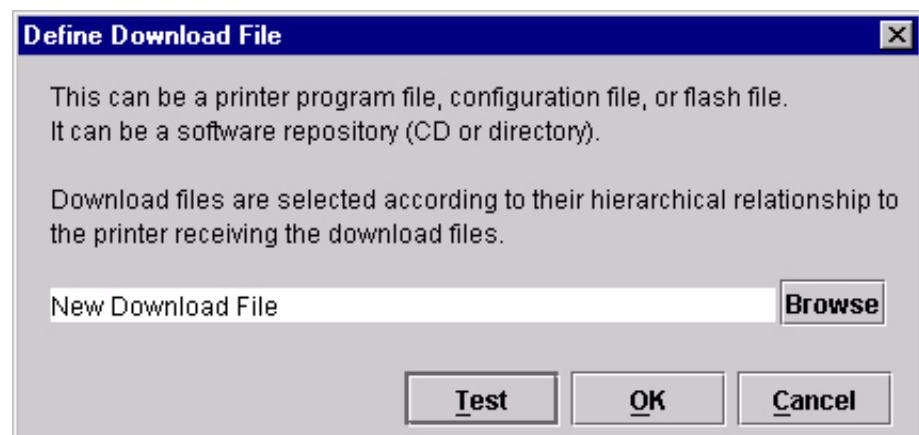 Define Download File
This can be a printer program file, configuration file, or flash file.
It can be a software repository (CD or directory).
Download files are selected according to their hierarchical relationship to
the printer receiving the download files.
New Download File
Browse
Test
OK
Cancel